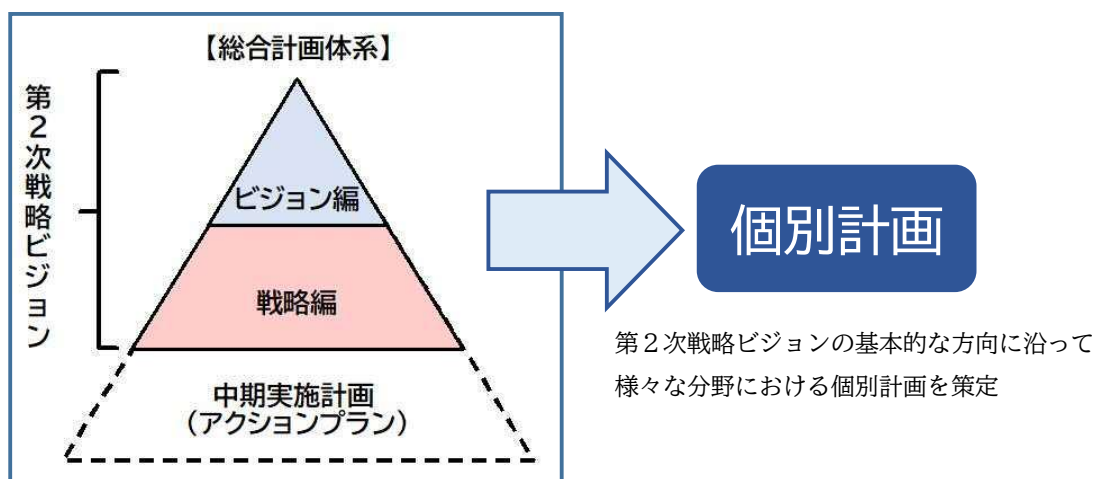 【総合計画体系】
第2次戦略ビジョン
ビジョン編
戦略編
中期実施計画
(アクションプラン)
個別計画
第２次戦略ビジョンの基本的な方向に沿って
様々な分野における個別計画を策定